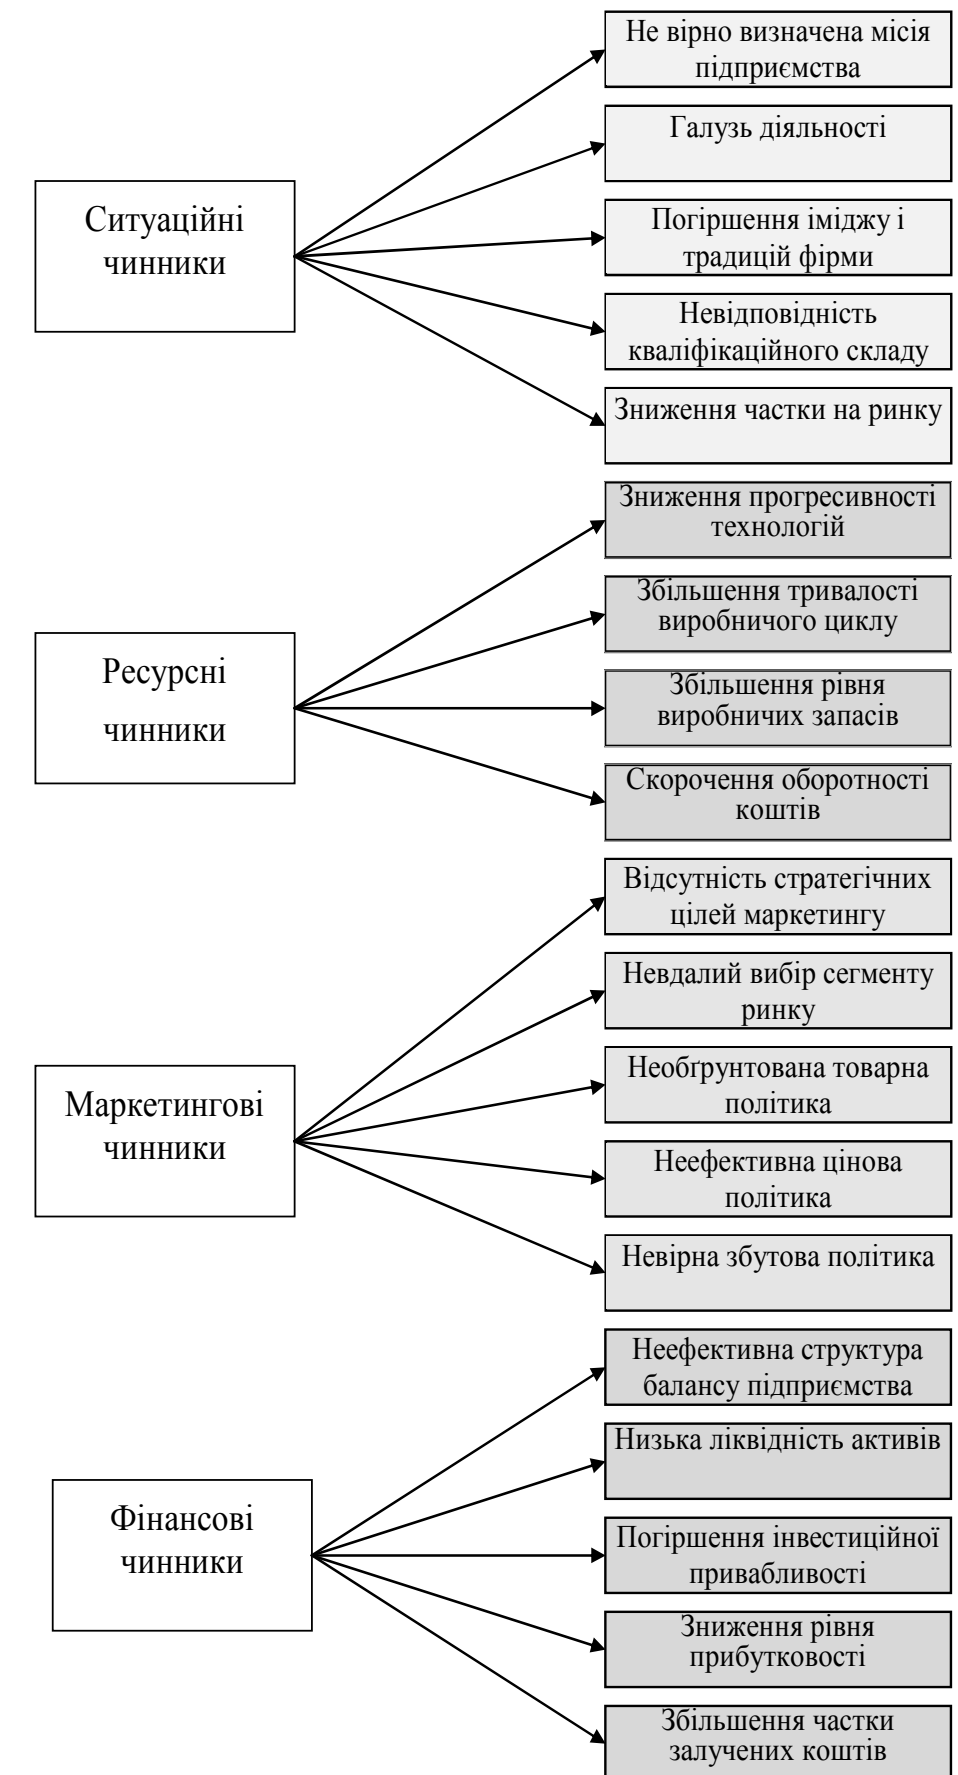 Ситуаційні
чинники
Не вірно визначена місія
підприємства
Галузь діяльності
Погіршення іміджу і
традицій фірми
Невідповідність
кваліфікаційного складу
Зниження частки на ринку
Ресурсні
чинники
Зниження прогресивності
технологій
Збільшення тривалості
виробничого циклу
Збільшення рівня
виробничих запасів
Скорочення оборотності
коштів
Маркетингові
чинники
Відсутність стратегічних
цілей маркетингу
Невдалий вибір сегменту
ринку
Необґрунтована товарна
політика
Неефективна цінова
політика
Невірна збутова політика
Фінансові
чинники
Неефективна структура
балансу підприємства
Низька ліквідність активів
Погіршення інвестиційної
привабливості
Зниження рівня
прибутковості
Збільшення частки
залучених коштів